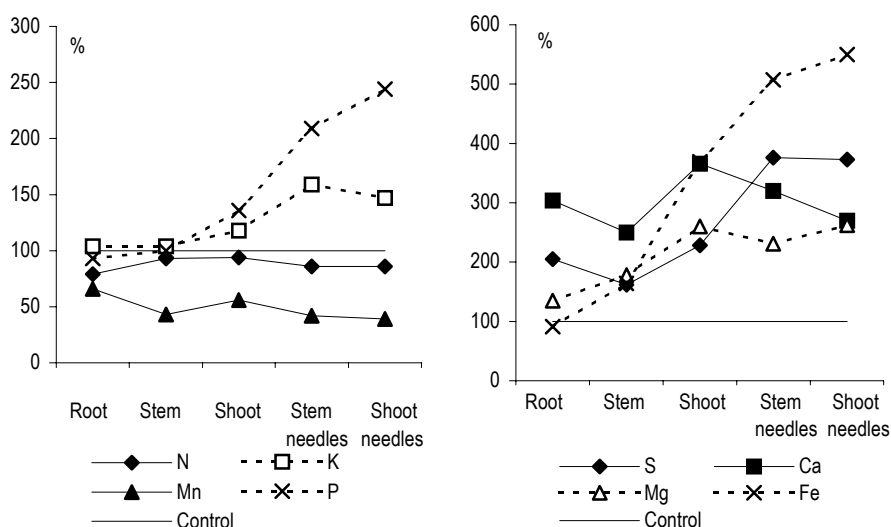 300
%
250
200
150
100
50
0
Root Stem Shoot Stem needles Shoot needles
N K
Mn P
Control
600
%
500
400
300
200
100
0
Root Stem Shoot Stem needles Shoot needles
S Ca
Mg Fe
Control